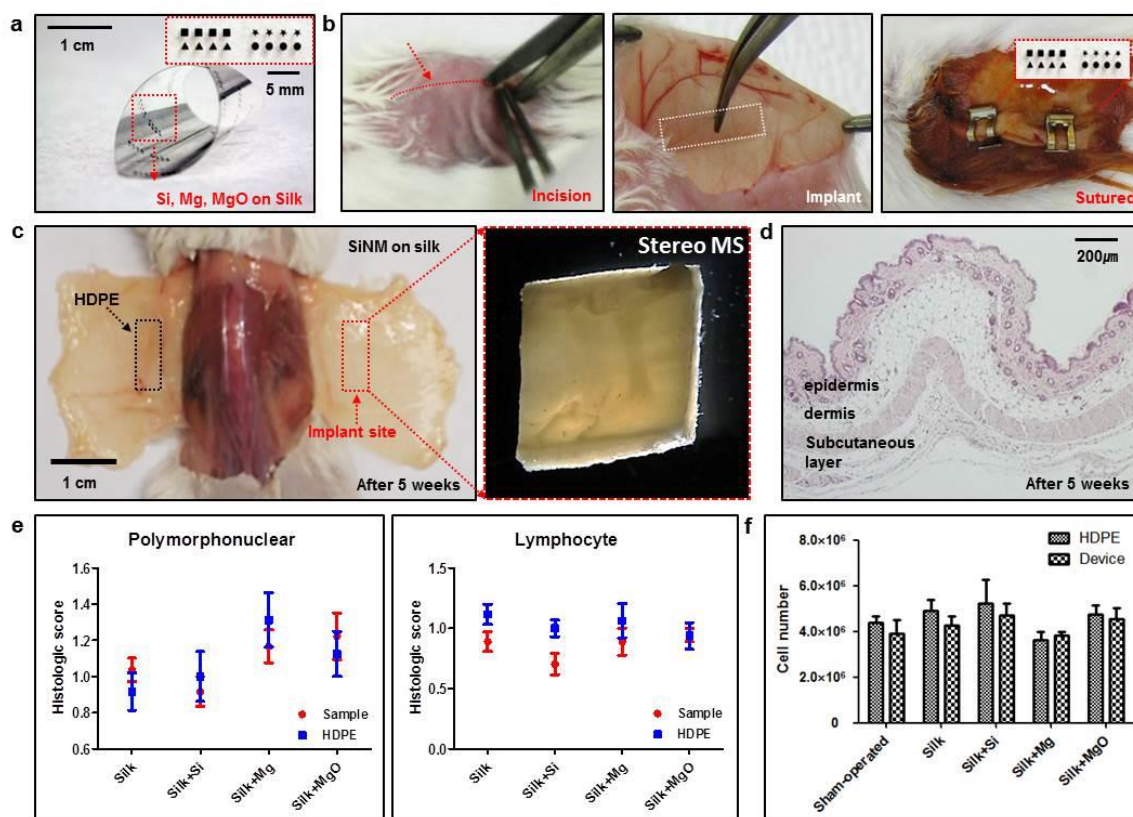 a
1 cm
5 mm
Si, Mg, MgO on Silk
b
Incision
Implant
Sutured
c
HDPE
SiNM on silk
Implant site
1 cm
After 5 weeks
Stereo MS
d
200㎛
epidermis
dermis
Subcutaneous
layer
After 5 weeks
e
Polymorphonuclear
Histologic score
1.6
1.4
1.2
1.0
0.8
0.6
Sample
HDPE
Silk
Silk+Si
Silk+Mg
Silk+MgO
Lymphocyte
Histologic score
1.5
1.0
0.5
0.0
Sample
HDPE
Silk
Silk+Si
Silk+Mg
Silk+MgO
f
Cell number
8.0×10⁶
6.0×10⁶
4.0×10⁶
2.0×10⁶
0
HDPE
Device
Sham-operated
Silk
Silk+Si
Silk+Mg
Silk+MgO